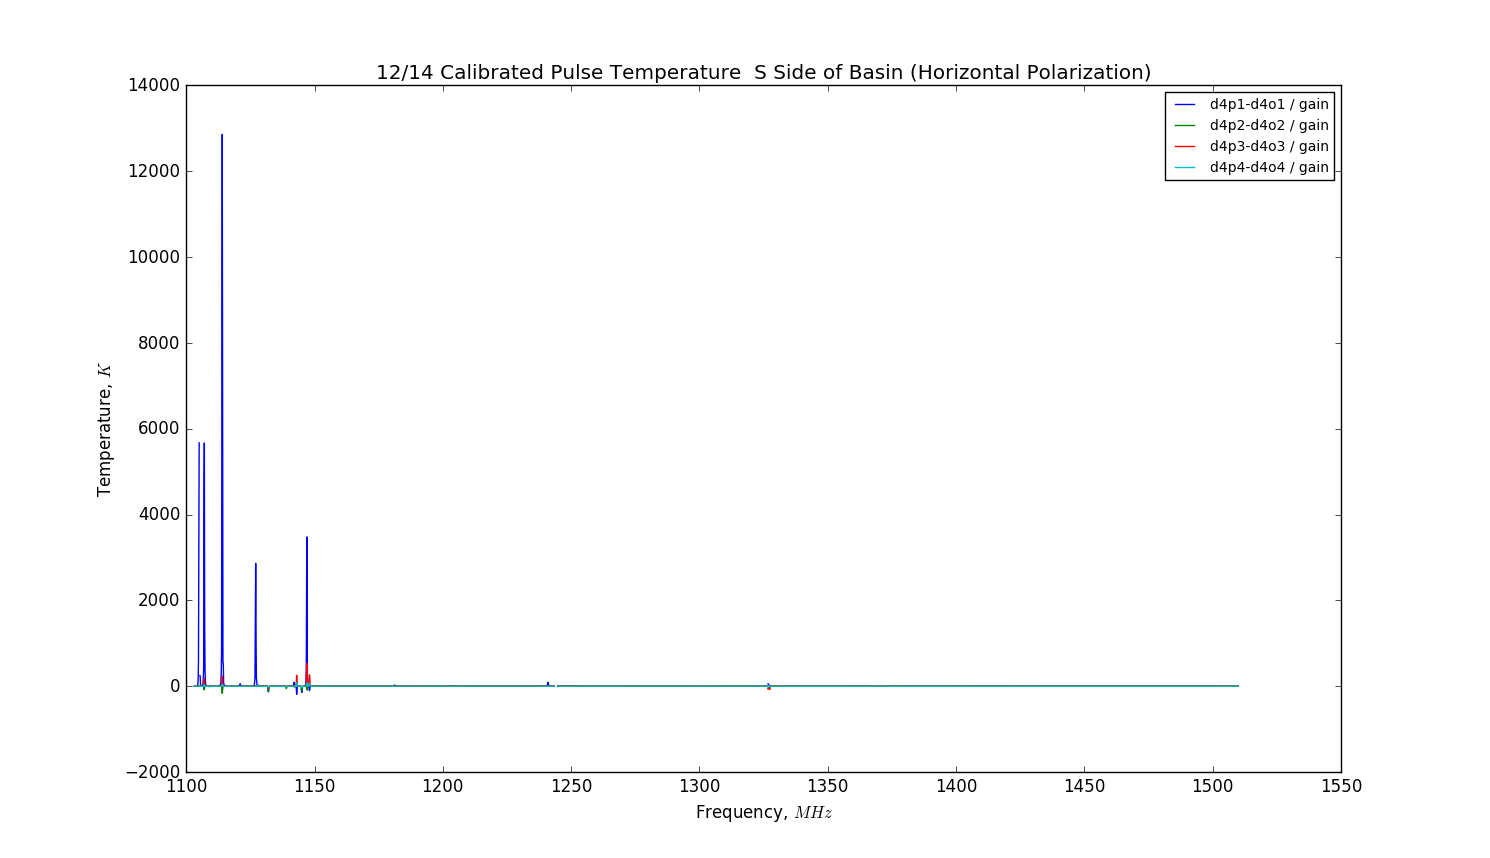 12/14 Calibrated Pulse Temperature  S Side of Basin (Horizontal Polarization)
14000
12000
10000
8000
6000
4000
2000
0
−2000
Temperature, K
d4p1-d4o1 / gain
d4p2-d4o2 / gain
d4p3-d4o3 / gain
d4p4-d4o4 / gain
1100 1150 1200 1250 1300 1350 1400 1450 1500 1550
Frequency, MHz